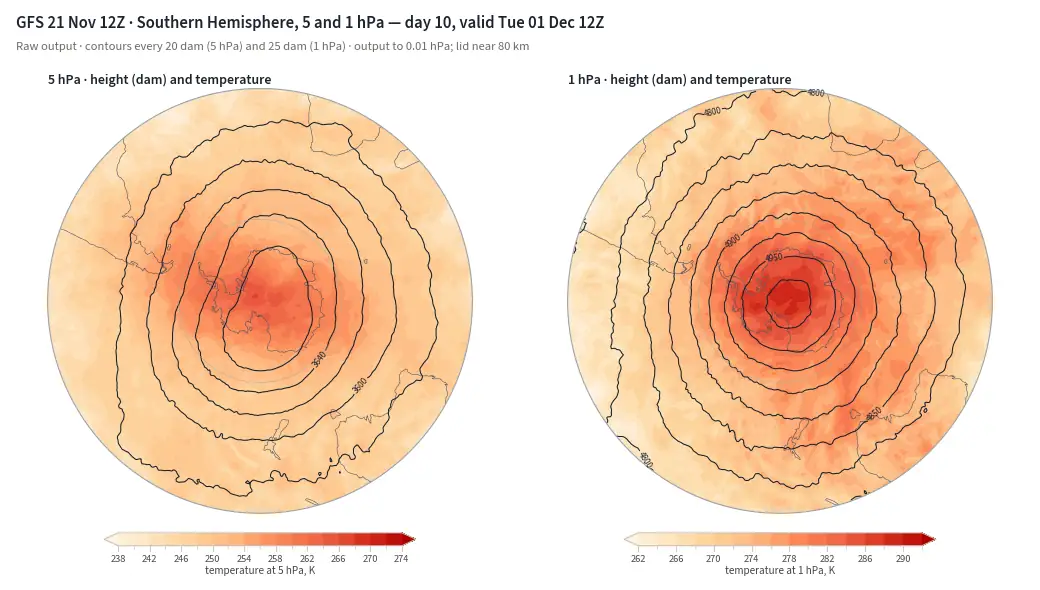 GFS 21 Nov 12Z · Southern Hemisphere, 5 and 1 hPa — day 10, valid Tue 01 Dec 12Z
Raw output · contours every 20 dam (5 hPa) and 25 dam (1 hPa) · output to 0.01 hPa; lid near 80 km
5 hPa · height (dam) and temperature
3640
3600
238 242 246 250 254 258 262 266 270 274
temperature at 5 hPa, K
1 hPa · height (dam) and temperature
4800
4800
4900
4950
4850
4800
262 266 270 274 278 282 286 290
temperature at 1 hPa, K